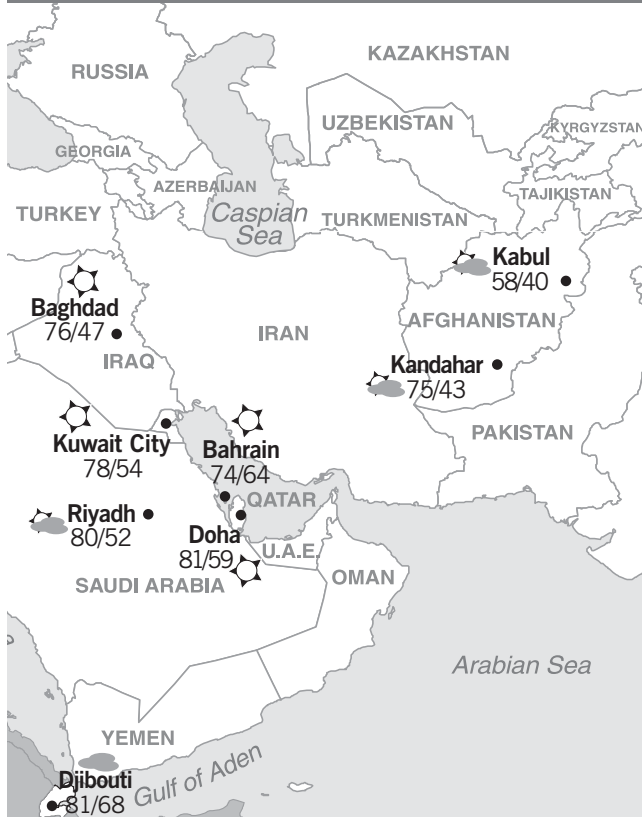 KAZAKHSTAN
RUSSIA
UZBEKISTAN
KYRGYZSTAN
GEORGIA
AZERBAIJAN
TAJIKISTAN
TURKEY
Caspian
Sea
TURKMENISTAN
Kabul
58/40
Baghdad
76/47
IRAN
AFGHANISTAN
IRAQ
Kandahar
75/43
Kuwait City
78/54
Bahrain
74/64
PAKISTAN
QATAR
Riyadh
80/52
Doha
81/59
U.A.E.
SAUDI ARABIA
OMAN
Arabian Sea
YEMEN
Djibouti
81/68
Gulf of Aden